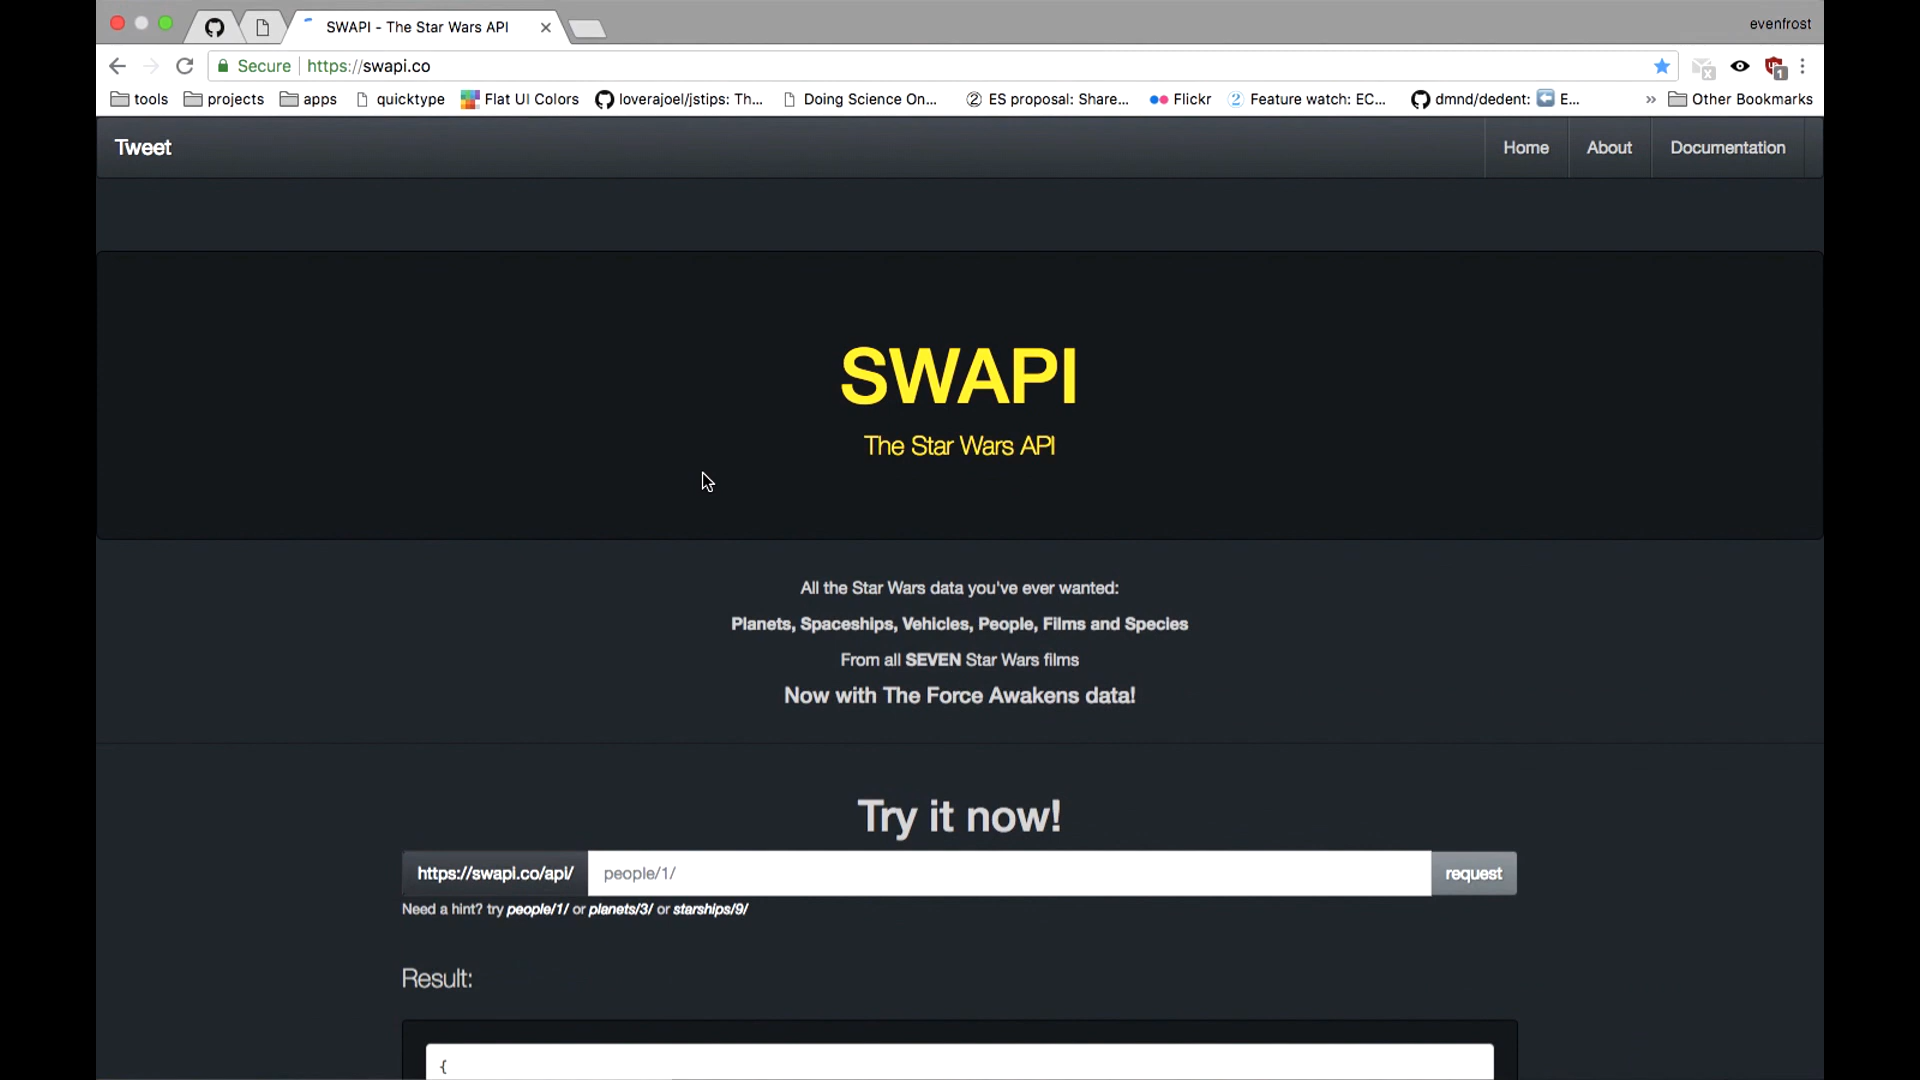 SWAPI - The Star Wars API
evenfrost
Secure https://swapi.co
tools projects apps quicktype Flat UI Colors loverajoel/jstips: Th... Doing Science On... ES proposal: Share... Flickr Feature watch: EC... dmnd/dedent: E... » Other Bookmarks
Tweet Home About Documentation
SWAPI
The Star Wars API
All the Star Wars data you've ever wanted:
Planets, Spaceships, Vehicles, People, Films and Species
From all SEVEN Star Wars films
Now with The Force Awakens data!
Try it now!
https://swapi.co/api/ people/1/ request
Need a hint? try people/1/ or planets/3/ or starships/9/
Result:
{